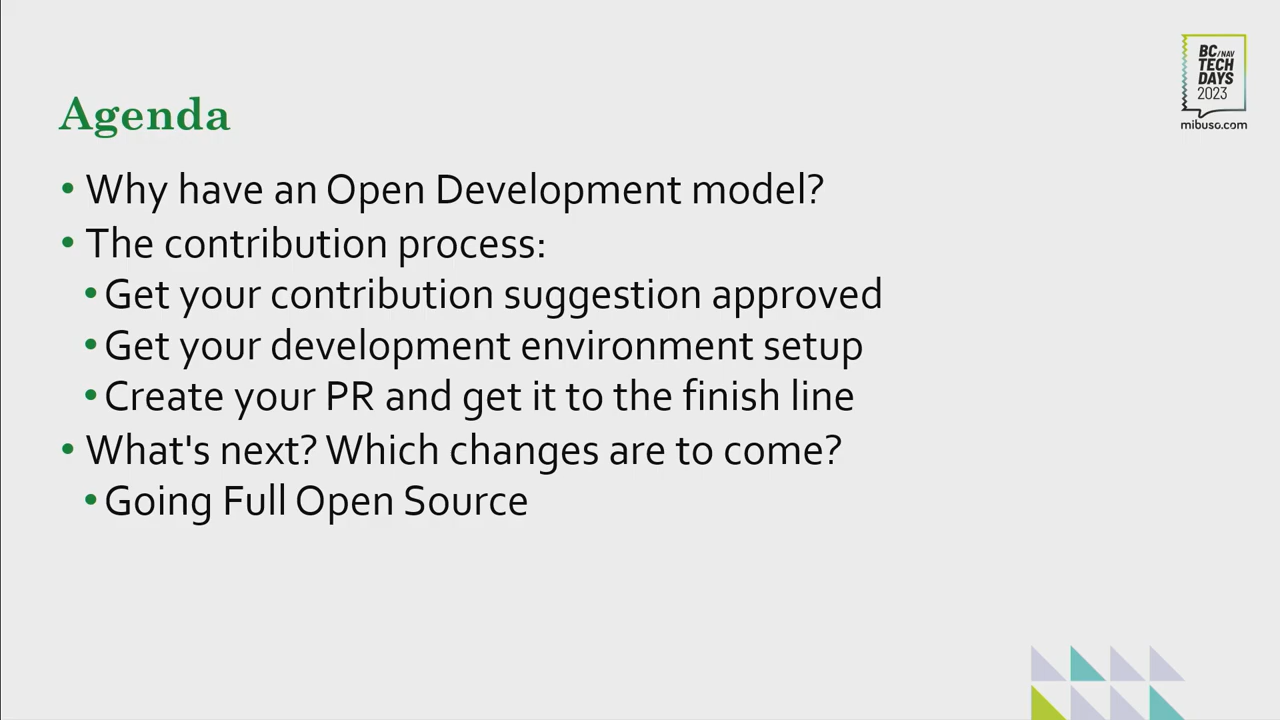 BC/NAV
TECH
DAYS
2023
mibuso.com
Agenda
• Why have an Open Development model?
• The contribution process:
• Get your contribution suggestion approved
• Get your development environment setup
• Create your PR and get it to the finish line
• What's next? Which changes are to come?
• Going Full Open Source